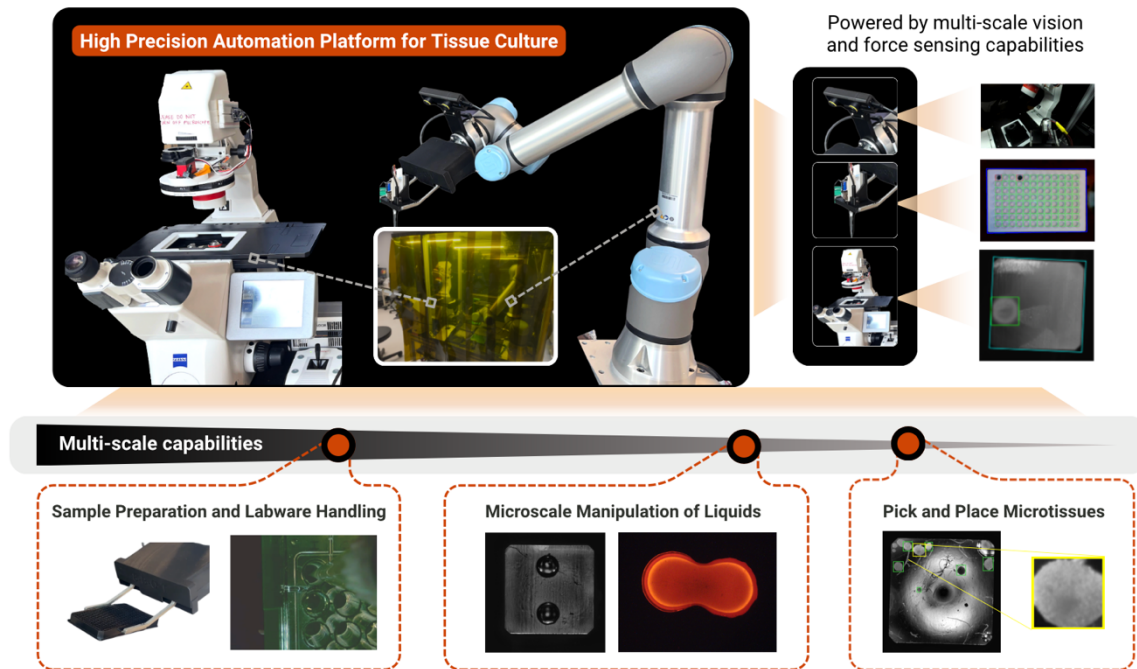 High Precision Automation Platform for Tissue Culture
Powered by multi-scale vision
and force sensing capabilities
ZEISS
Multi-scale capabilities
Sample Preparation and Labware Handling
Microscale Manipulation of Liquids
Pick and Place Microtissues